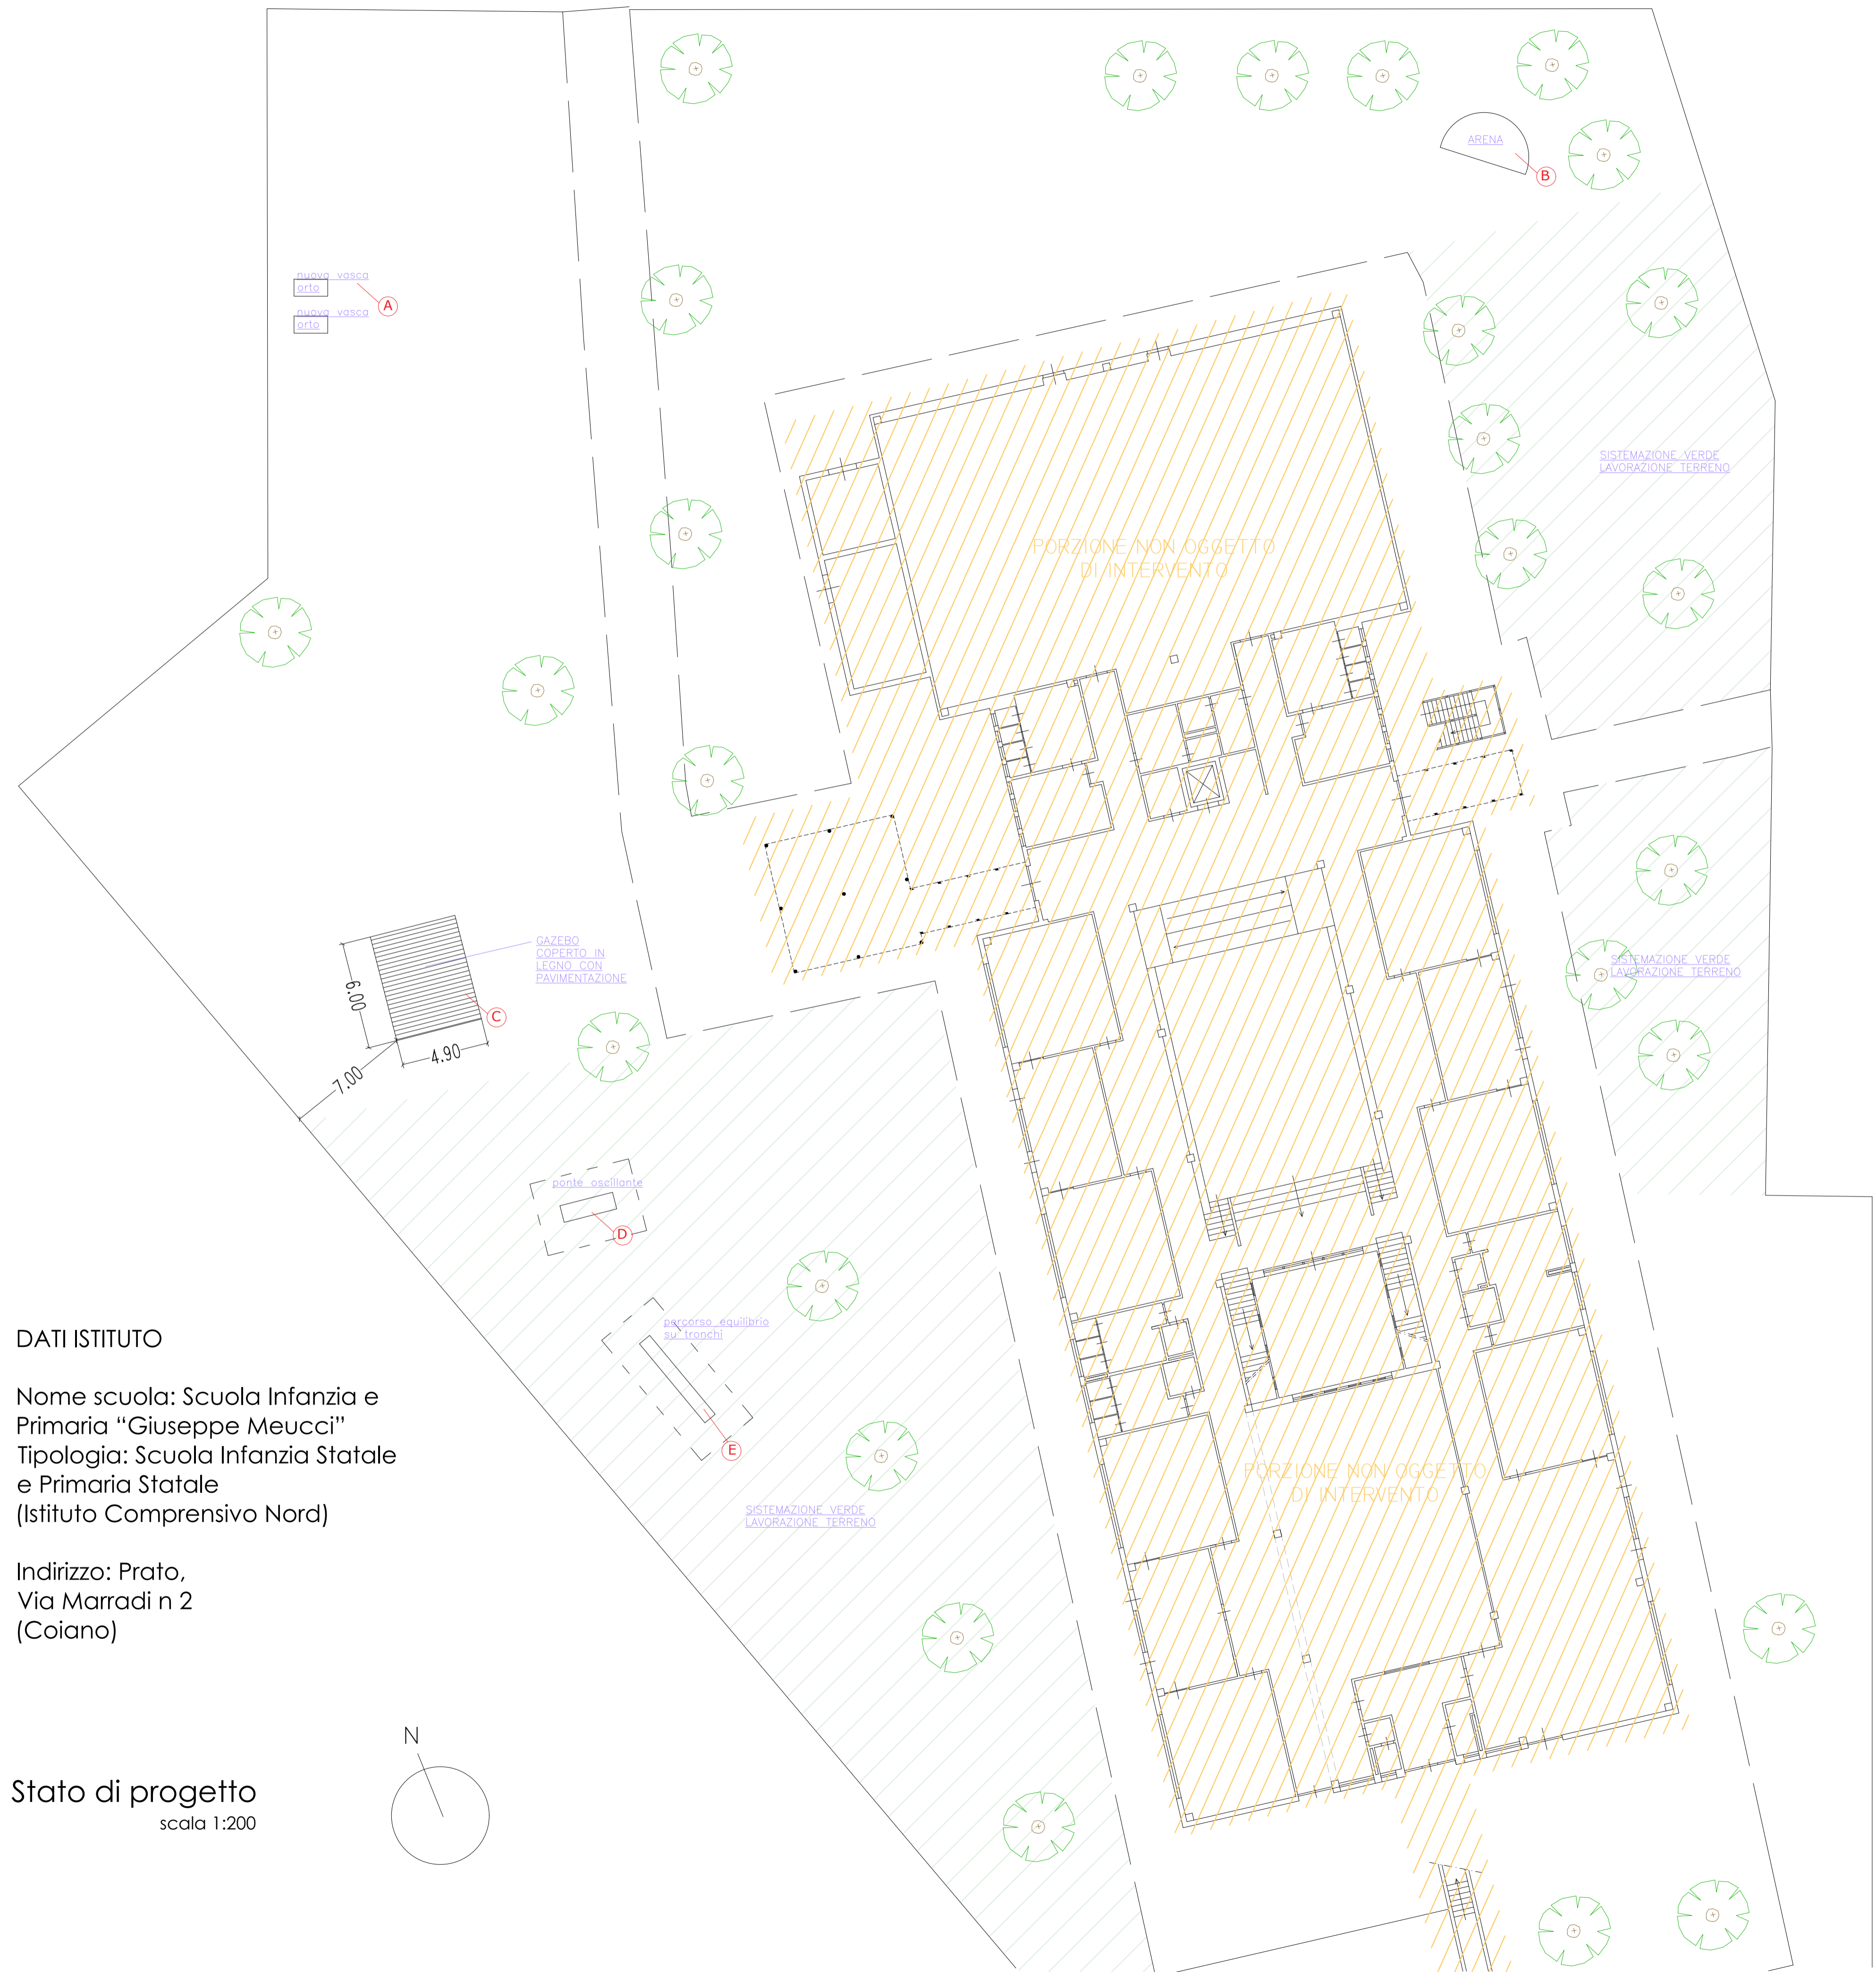 ARENA
B
nuova vasca
orto
A
nuova vasca
orto
SISTEMAZIONE VERDE
LAVORAZIONE TERRENO
PORZIONE NON OGGETTO
DI INTERVENTO
GAZEBO
COPERTO IN
LEGNO CON
PAVIMENTAZIONE
SISTEMAZIONE VERDE
LAVORAZIONE TERRENO
6.00
C
4.90
7.00
ponte oscillante
D
percorso equilibrio
su tronchi
E
DATI ISTITUTO
Nome scuola: Scuola Infanzia e
Primaria “Giuseppe Meucci”
Tipologia: Scuola Infanzia Statale
e Primaria Statale
(Istituto Comprensivo Nord)
Indirizzo: Prato,
Via Marradi n 2
(Coiano)
PORZIONE NON OGGETTO
DI INTERVENTO
SISTEMAZIONE VERDE
LAVORAZIONE TERRENO
N
Stato di progetto
scala 1:200